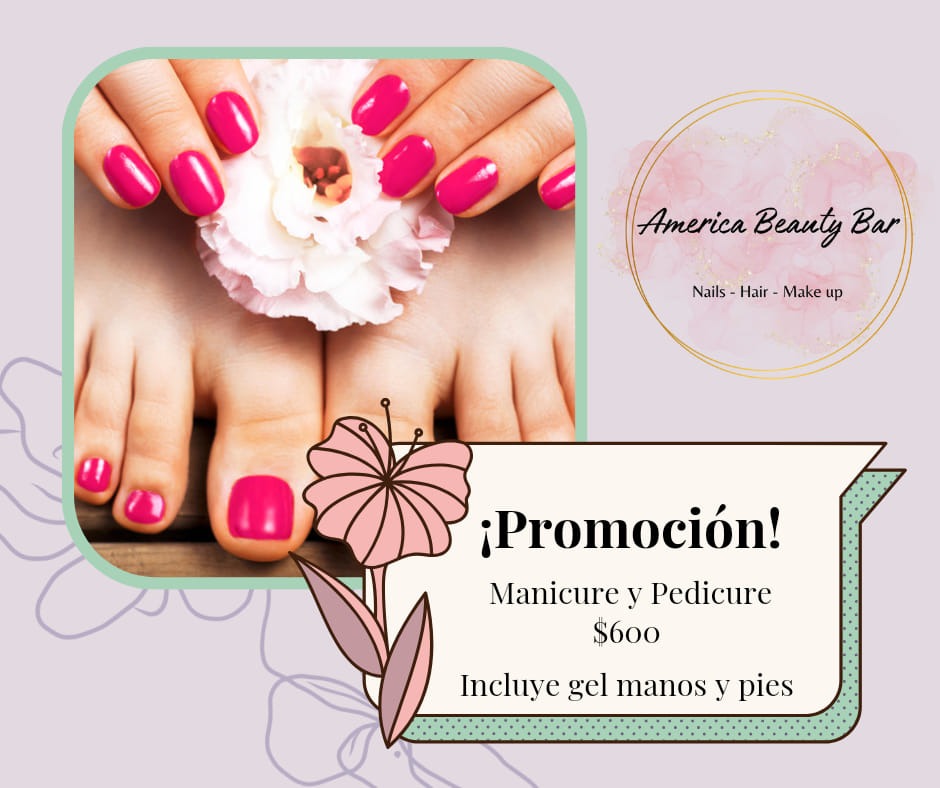 America Beauty Bar
Nails - Hair - Make up
¡Promoción!
Manicure y Pedicure
$600
Incluye gel manos y pies